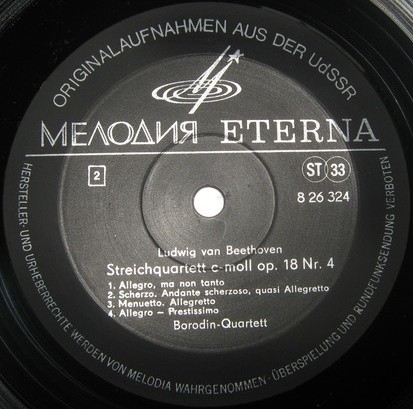 ORIGINALAUFNAHMEN AUS DER UdSSR
МЕЛОДИЯ ETERNA
2
ST 33
8 26 324
Ludwig van Beethoven
Streichquartett c-moll op. 18 Nr. 4
1. Allegro, ma non tanto
2. Scherzo. Andante scherzoso, quasi Allegretto
3. Menuetto. Allegretto
4. Allegro – Prestissimo
Borodin-Quartett
HERSTELLER- UND URHEBERRECHTE WERDEN VON MELODIA WAHRGENOMMEN · ÜBERSPIELUNG UND RUNDFUNKSENDUNG VERBOTEN